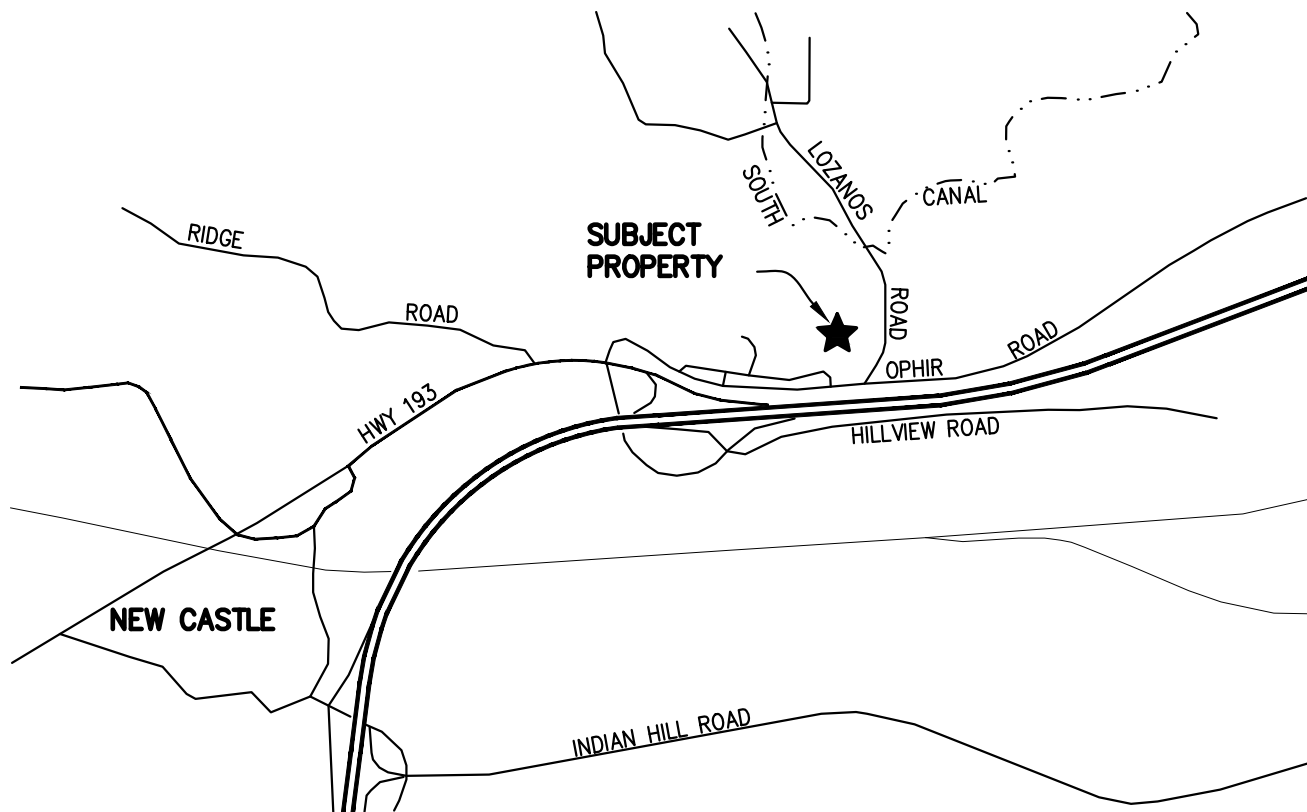 LOZANOS
SOUTH
CANAL
RIDGE
SUBJECT
PROPERTY
ROAD
ROAD
ROAD
OPHIR
HWY 193
HILLVIEW ROAD
NEW CASTLE
INDIAN HILL ROAD